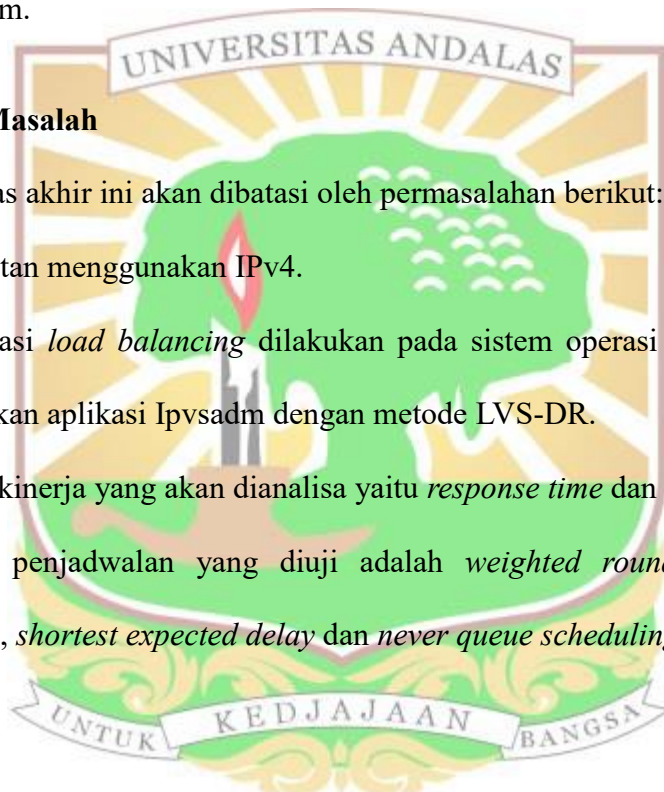 m.
UNIVERSITAS ANDALAS
Masalah
as akhir ini akan dibatasi oleh permasalahan berikut:
tan menggunakan IPv4.
asi load balancing dilakukan pada sistem operasi
kan aplikasi Ipvsadm dengan metode LVS-DR.
kinerja yang akan dianalisa yaitu response time dan
penjadwalan yang diuji adalah weighted roun
, shortest expected delay dan never queue scheduling
UNTUK KEDJAJAAN BANGSA